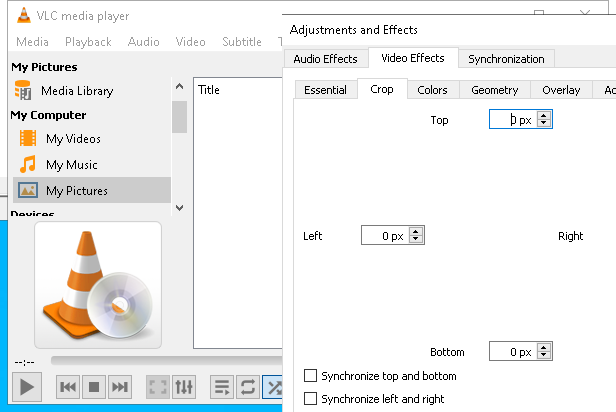 VLC media player
Media Playback Audio Video Subtitle
My Pictures
Media Library
My Computer
My Videos
My Music
My Pictures
Devices
Title
--:--
Adjustments and Effects
Audio Effects Video Effects Synchronization
Essential Crop Colors Geometry Overlay
Top 0 px
Left 0 px Right
Bottom 0 px
Synchronize top and bottom
Synchronize left and right